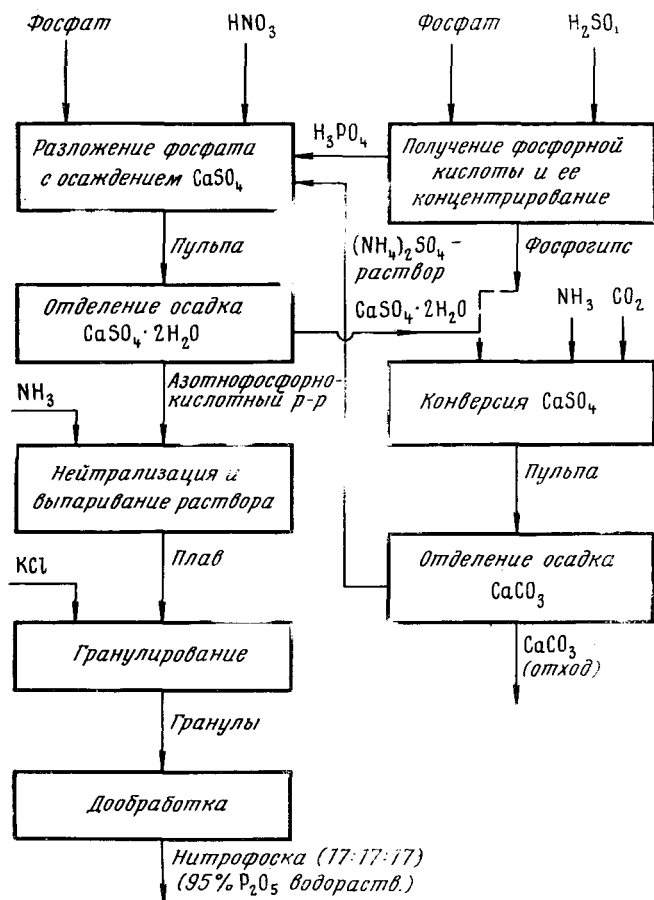 Фосфат
HNO₃
Фосфат
H₂SO₄
Разложение фосфата
с осаждением CaSO₄
H₃PO₄
Получение фосфорной
кислоты и ее
концентрирование
Пульпа
(NH₄)₂SO₄–
раствор
Фосфогипс
Отделение осадка
CaSO₄·2H₂O
CaSO₄·2H₂O
NH₃
CO₂
Азотнофосфорно-
кислотный р-р
NH₃
Конверсия CaSO₄
Нейтрализация и
выпаривание раствора
Пульпа
KCl
Плав
Отделение осадка
CaCO₃
Гранулирование
CaCO₃
(отход)
Гранулы
Дообработка
Нитрофоска (17:17:17)
(95% P₂O₅ водораств.)